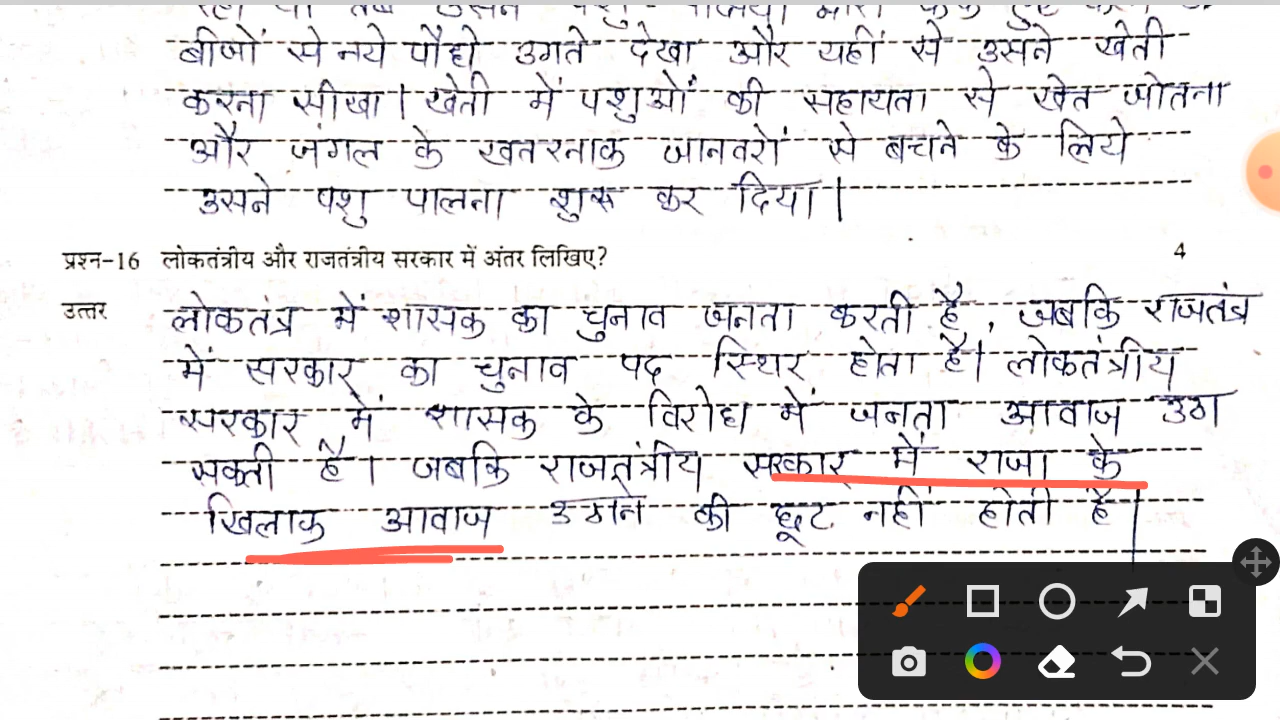 बीजों से नये पौधो उगते देखा और यहीं से उसने खेती
करना सीखा। खेती में पशुओं की सहायता से खेत जोतना
और जंगल के खतरनाक जानवरों से बचाने के लिये
उसने पशु पालना शुरू कर दिया।
प्रश्न-16 लोकतंत्रीय और राजतंत्रीय सरकार में अंतर लिखिए? 4
उत्तर लोकतंत्र में शासक का चुनाव जनता करती है, जबकि राजतंत्र
में सरकार का चुनाव पद स्थिर होता है। लोकतंत्रीय
सरकार में शासक के विरोध में जनता आवाज उठा
सकती है। जबकि राजतंत्रीय सरकार में राजा के
खिलाफ आवाज उठाने की छूट नहीं होती है।